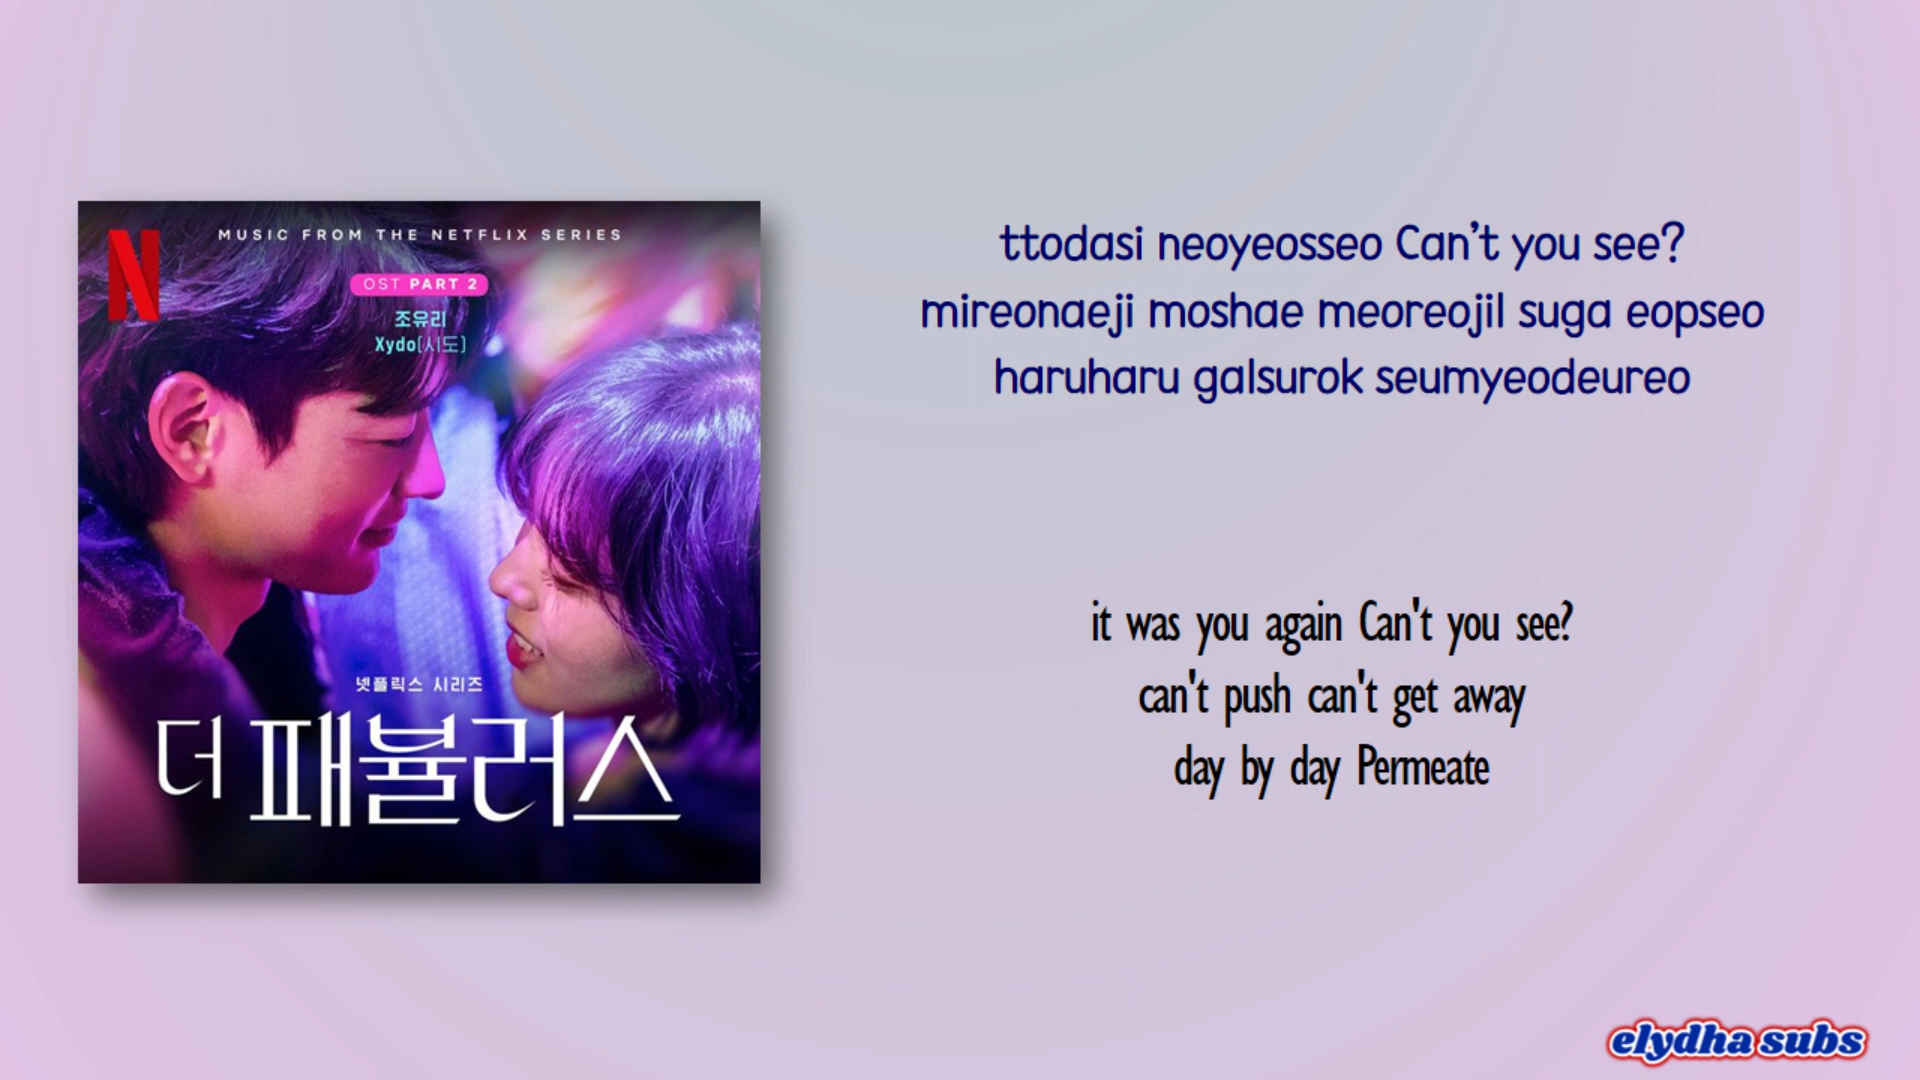 MUSIC FROM THE NETFLIX SERIES
OST PART 2
조유리
Xydo(시도)
넷플릭스 시리즈
더 패뷸러스
ttodasi neoyeosseo Can’t you see?
mireonaeji moshae meoreojil suga eopseo
haruharu galsurok seumyeodeureo
it was you again Can't you see?
can't push can't get away
day by day Permeate
elydha subs